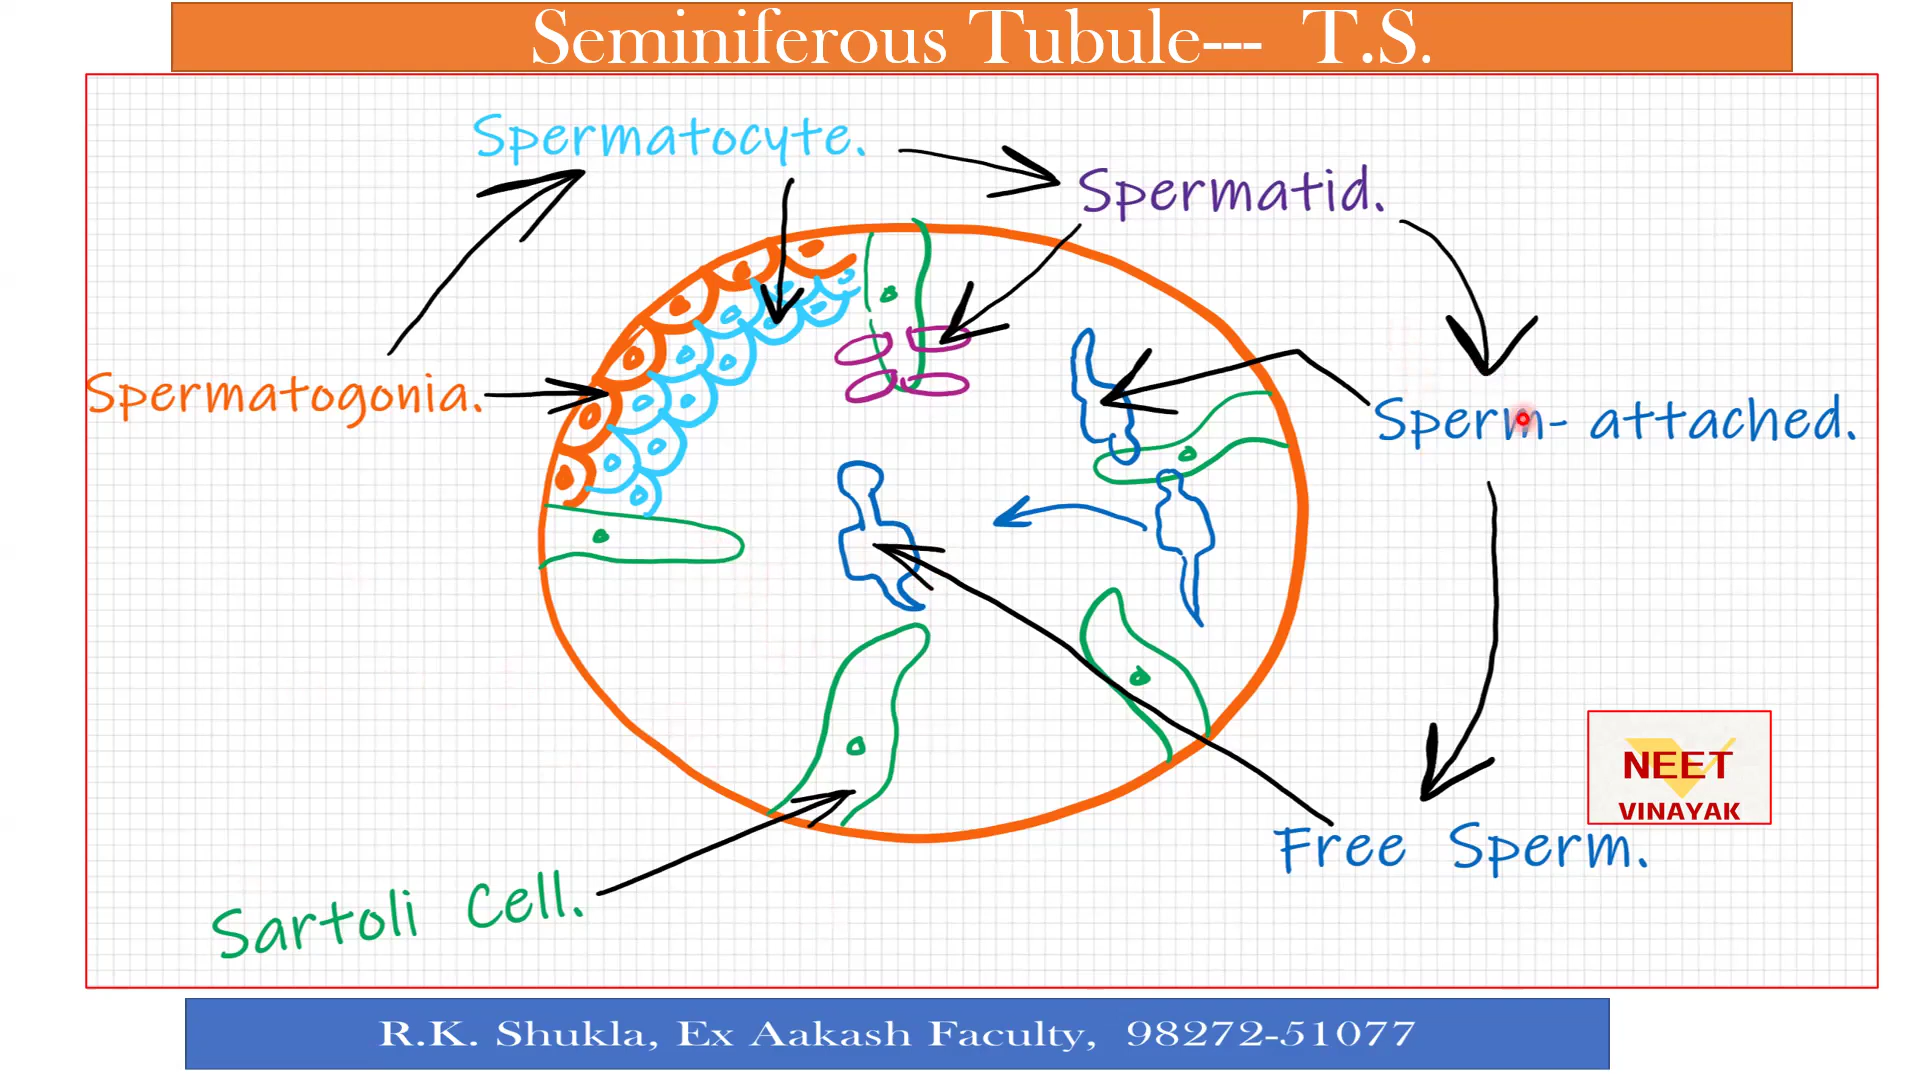 Seminiferous Tubule--- T.S.
Spermatocyte.
Spermatid.
Spermatogonia.
Sperm- attached.
Free Sperm.
Sartoli Cell.
NEET
VINAYAK
R.K. Shukla, Ex Aakash Faculty, 98272-51077